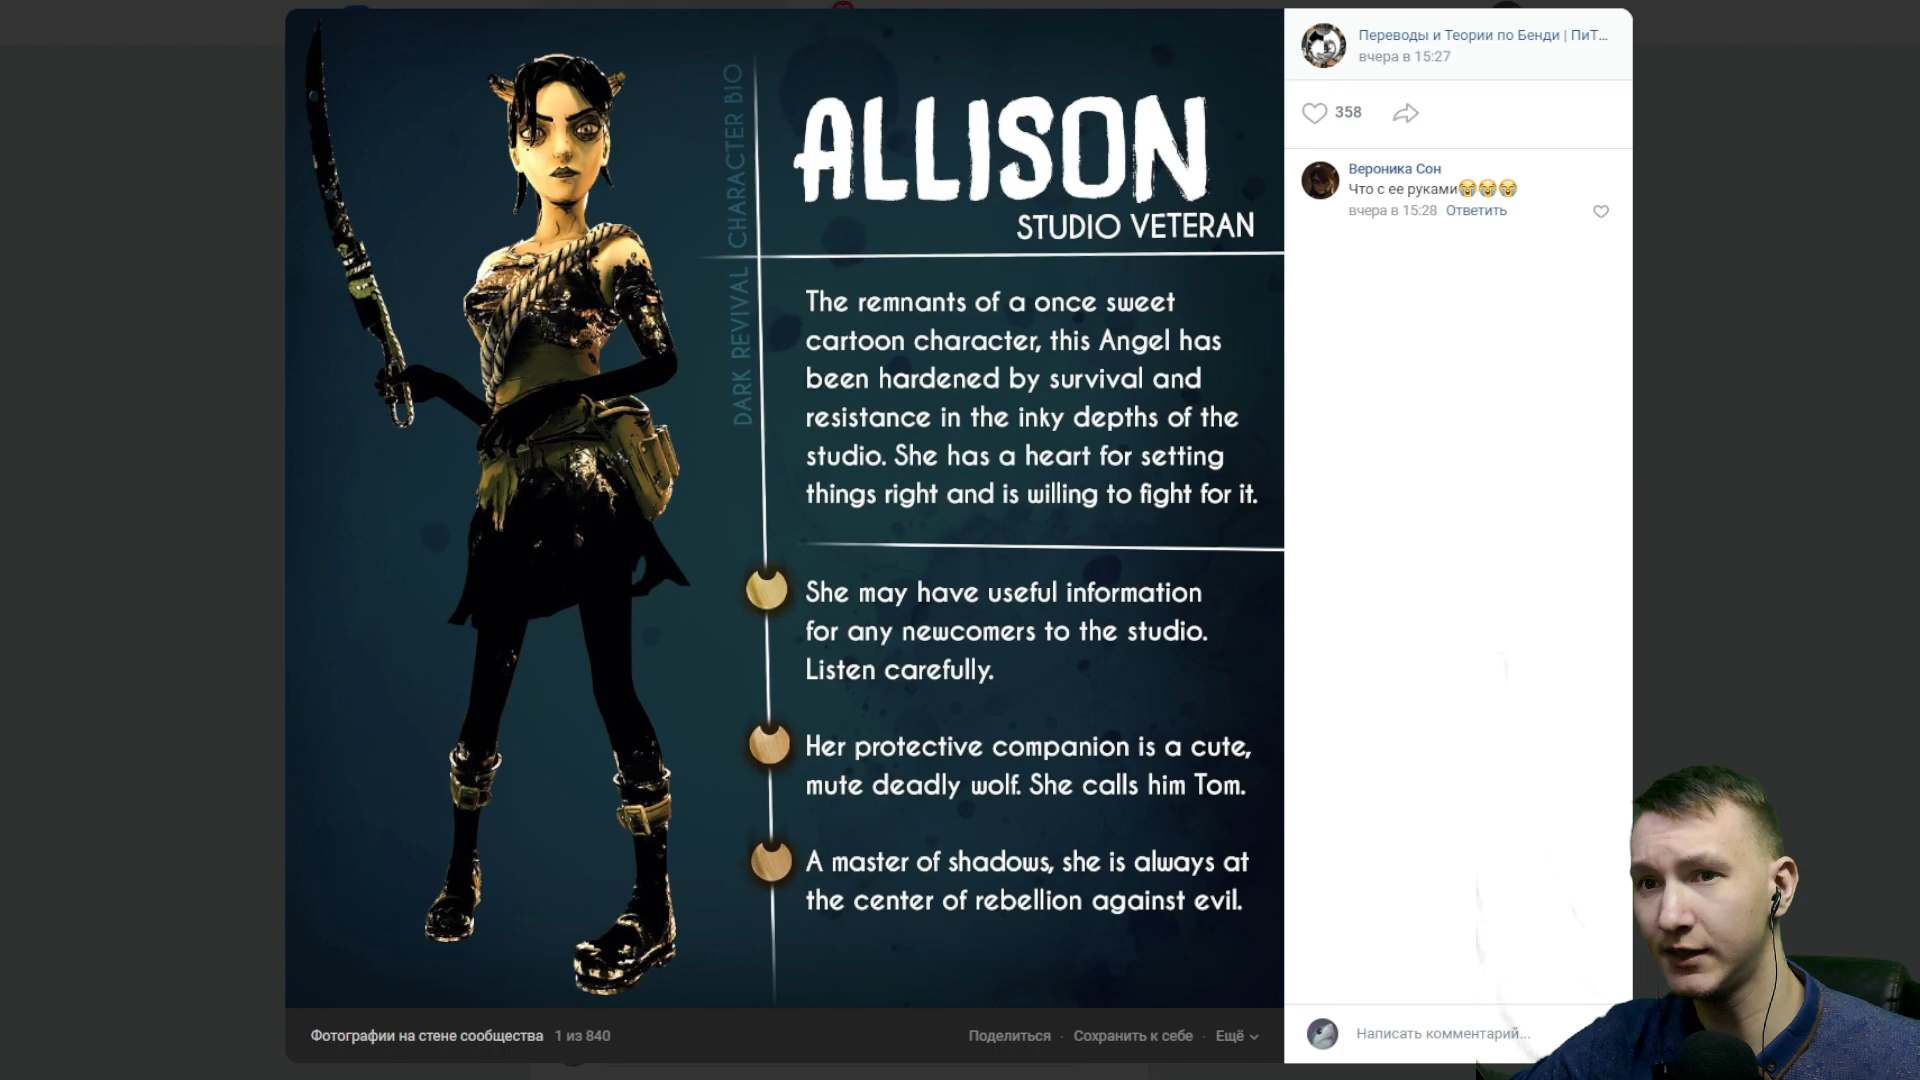 DARK REVIVAL CHARACTER BIO
ALLISON
STUDIO VETERAN
The remnants of a once sweet
cartoon character, this Angel has
been hardened by survival and
resistance in the inky depths of the
studio. She has a heart for setting
things right and is willing to fight for it.
She may have useful information
for any newcomers to the studio.
Listen carefully.
Her protective companion is a cute,
mute deadly wolf. She calls him Tom.
A master of shadows, she is always at
the center of rebellion against evil.
Фотографии на стене сообщества 1 из 840
Поделиться · Сохранить к себе · Ещё
Переводы и Теории по Бенди | ПиТ...
вчера в 15:27
358
Вероника Сон
Что с ее руками😭😭😭
вчера в 15:28 Ответить
Написать комментарий...